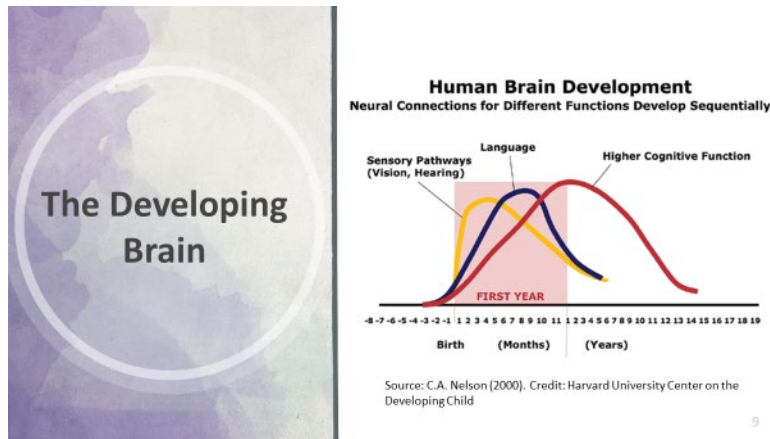 The Developing
Brain
Human Brain Development
Neural Connections for Different Functions Develop Sequentially
Sensory Pathways
(Vision, Hearing)
Language
Higher Cognitive Function
FIRST YEAR
-8 -7 -6 -5 -4 -3 -2 -1 1 2 3 4 5 6 7 8 9 10 11 1 2 3 4 5 6 7 8 9 10 11 12 13 14 15 16 17 18 19
Birth (Months) (Years)
Source: C.A. Nelson (2000). Credit: Harvard University Center on the
Developing Child
9